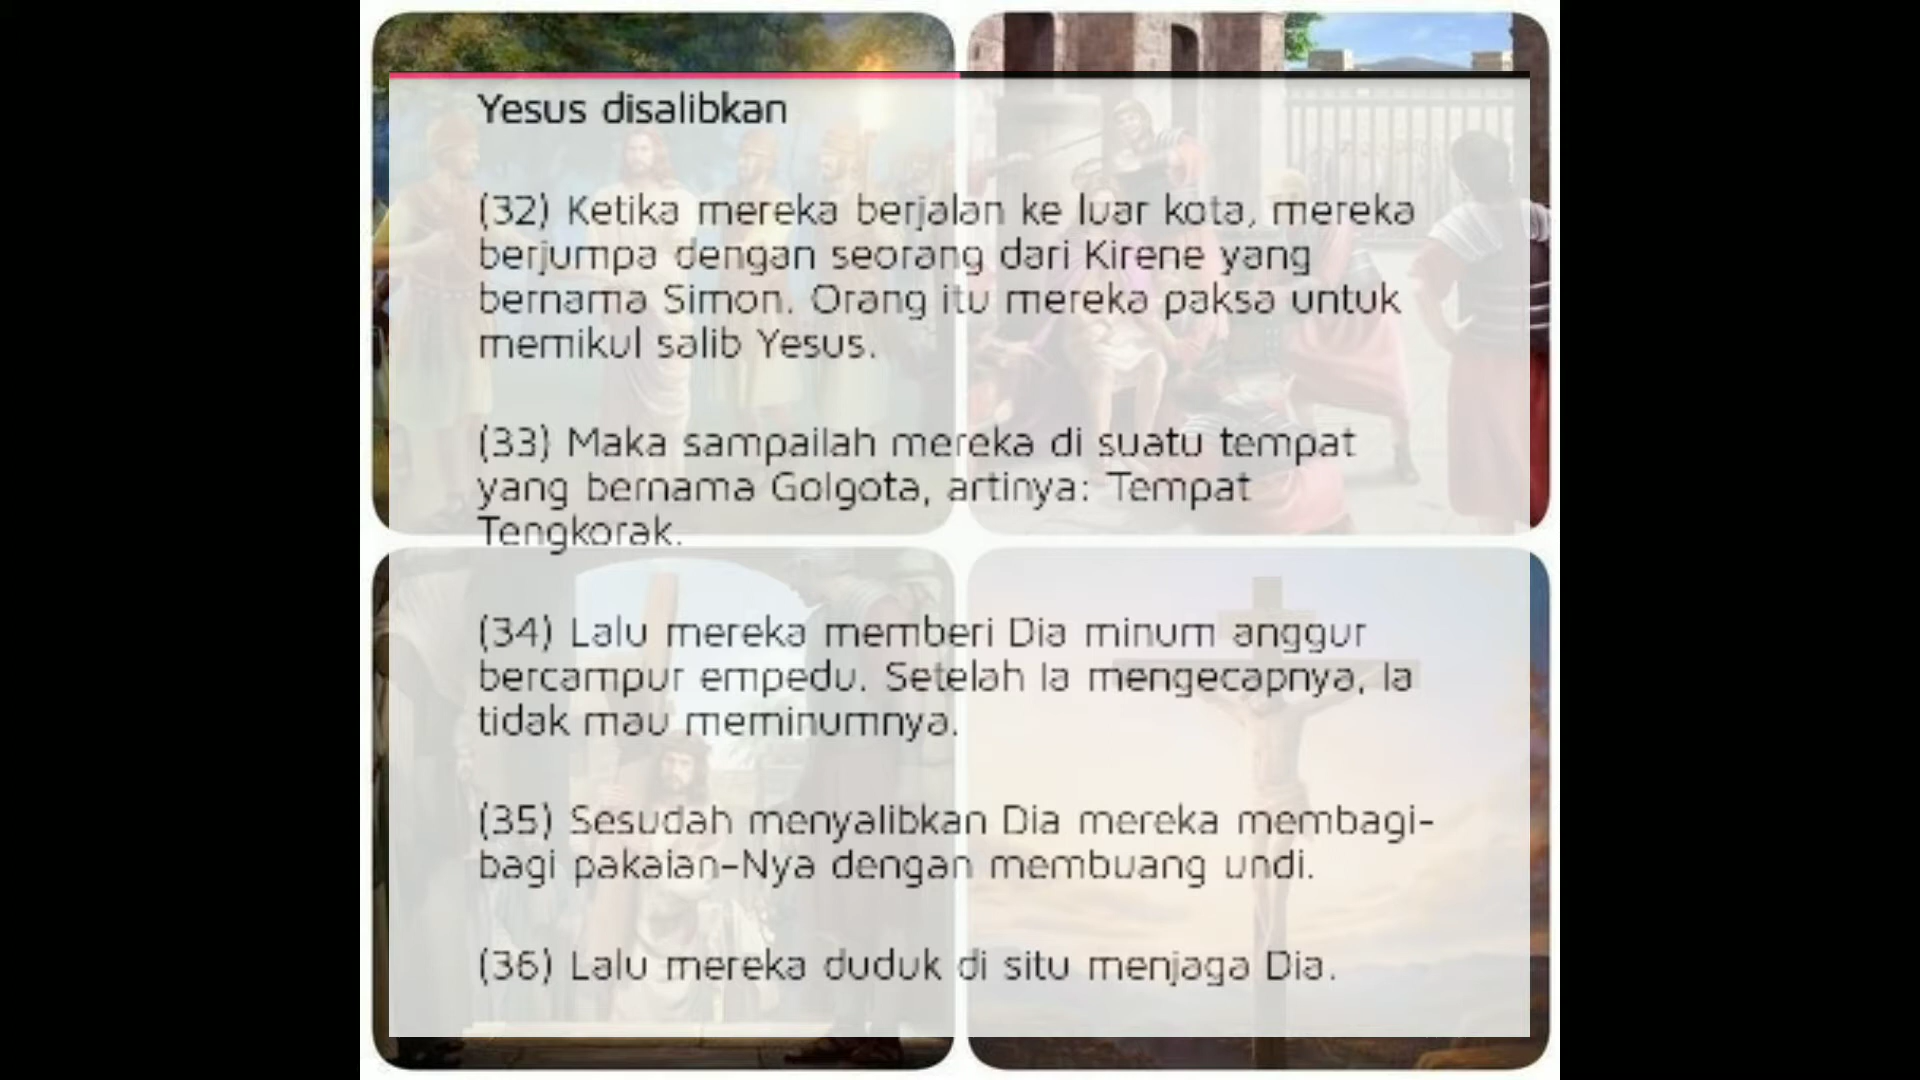 Yesus disalibkan
(32) Ketika mereka berjalan ke luar kota, mereka
berjumpa dengan seorang dari Kirene yang
bernama Simon. Orang itu mereka paksa untuk
memikul salib Yesus.
(33) Maka sampailah mereka di suatu tempat
yang bernama Golgota, artinya: Tempat
Tengkorak.
(34) Lalu mereka memberi Dia minum anggur
bercampur empedu. Setelah Ia mengecapnya, Ia
tidak mau meminumnya.
(35) Sesudah menyalibkan Dia mereka membagi-
bagi pakaian-Nya dengan membuang undi.
(36) Lalu mereka duduk di situ menjaga Dia.